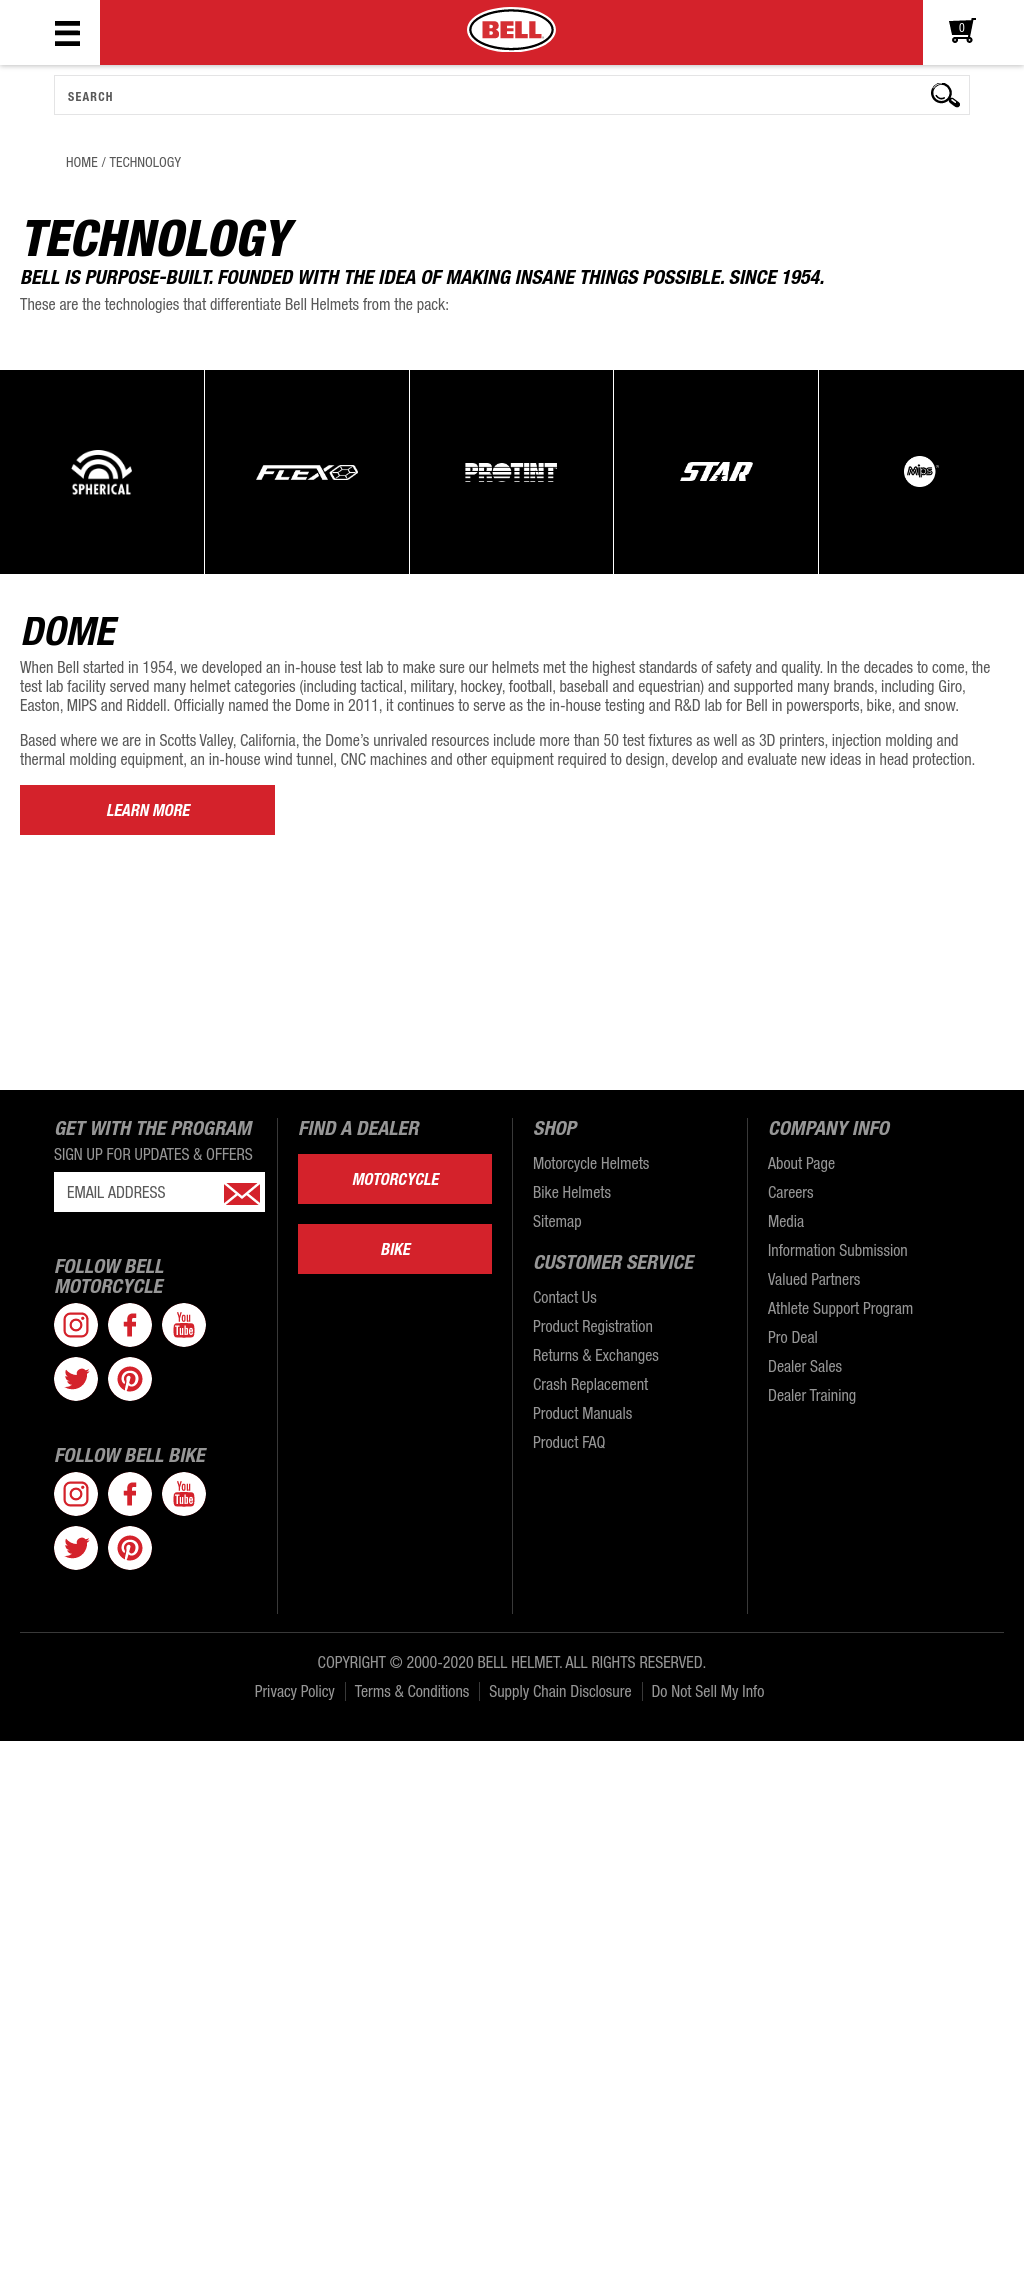 BELL
0
SEARCH
HOME / TECHNOLOGY
TECHNOLOGY
BELL IS PURPOSE-BUILT. FOUNDED WITH THE IDEA OF MAKING INSANE THINGS POSSIBLE. SINCE 1954.
These are the technologies that differentiate Bell Helmets from the pack:
SPHERICAL
FLEX
PROTINT
STAR
Mips
DOME
When Bell started in 1954, we developed an in-house test lab to make sure our helmets met the highest standards of safety and quality. In the decades to come, the
test lab facility served many helmet categories (including tactical, military, hockey, football, baseball and equestrian) and supported many brands, including Giro,
Easton, MIPS and Riddell. Officially named the Dome in 2011, it continues to serve as the in-house testing and R&D lab for Bell in powersports, bike, and snow.
Based where we are in Scotts Valley, California, the Dome’s unrivaled resources include more than 50 test fixtures as well as 3D printers, injection molding and
thermal molding equipment, an in-house wind tunnel, CNC machines and other equipment required to design, develop and evaluate new ideas in head protection.
LEARN MORE
GET WITH THE PROGRAM
SIGN UP FOR UPDATES & OFFERS
EMAIL ADDRESS
FOLLOW BELL
MOTORCYCLE
You
Tube
FOLLOW BELL BIKE
You
Tube
FIND A DEALER
MOTORCYCLE
BIKE
SHOP
Motorcycle Helmets
Bike Helmets
Sitemap
CUSTOMER SERVICE
Contact Us
Product Registration
Returns & Exchanges
Crash Replacement
Product Manuals
Product FAQ
COMPANY INFO
About Page
Careers
Media
Information Submission
Valued Partners
Athlete Support Program
Pro Deal
Dealer Sales
Dealer Training
COPYRIGHT © 2000-2020 BELL HELMET. ALL RIGHTS RESERVED.
Privacy Policy
Terms & Conditions
Supply Chain Disclosure
Do Not Sell My Info